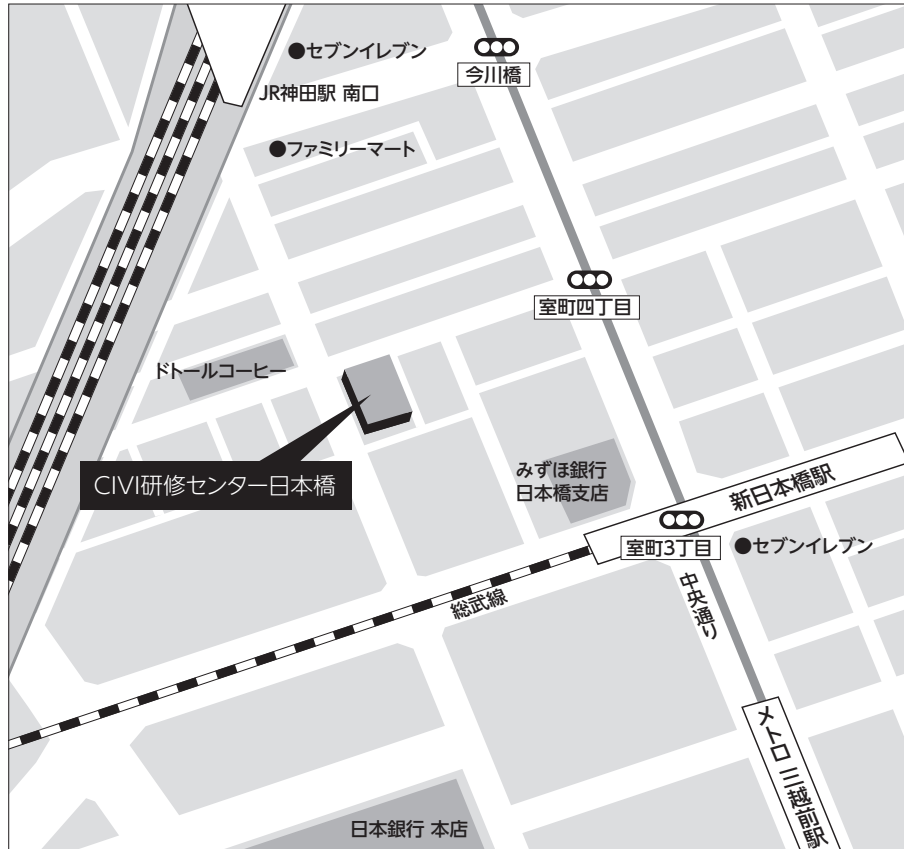 ●セブンイレブン
今川橋
JR神田駅 南口
●ファミリーマート
室町四丁目
ドトールコーヒー
CIVI研修センター日本橋
みずほ銀行
日本橋支店
新日本橋駅
室町3丁目
●セブンイレブン
総武線
中央通り
メトロ 三越前駅
日本銀行 本店